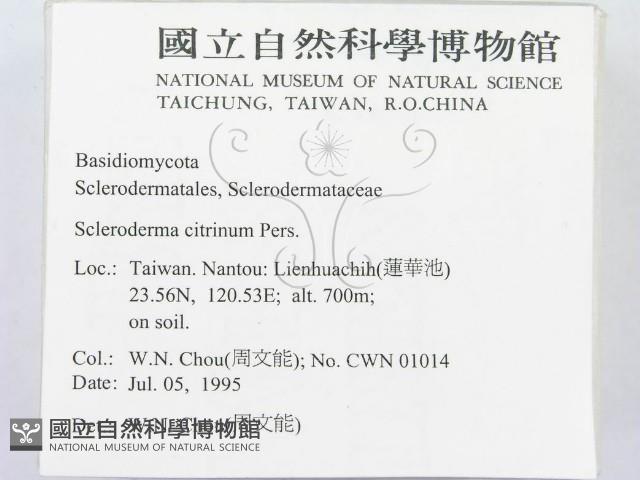 國立自然科學博物館
NATIONAL MUSEUM OF NATURAL SCIENCE
TAICHUNG, TAIWAN, R.O.CHINA
Basidiomycota
Sclerodermatales, Sclerodermataceae
Scleroderma citrinum Pers.
Loc.: Taiwan. Nantou: Lienhuachih(蓮華池)
23.56N, 120.53E; alt. 700m;
on soil.
Col.: W.N. Chou(周文能); No. CWN 01014
Date: Jul. 05, 1995
Det.: W.N. Chou(周文能)
國立自然科學博物館
NATIONAL MUSEUM OF NATURAL SCIENCE